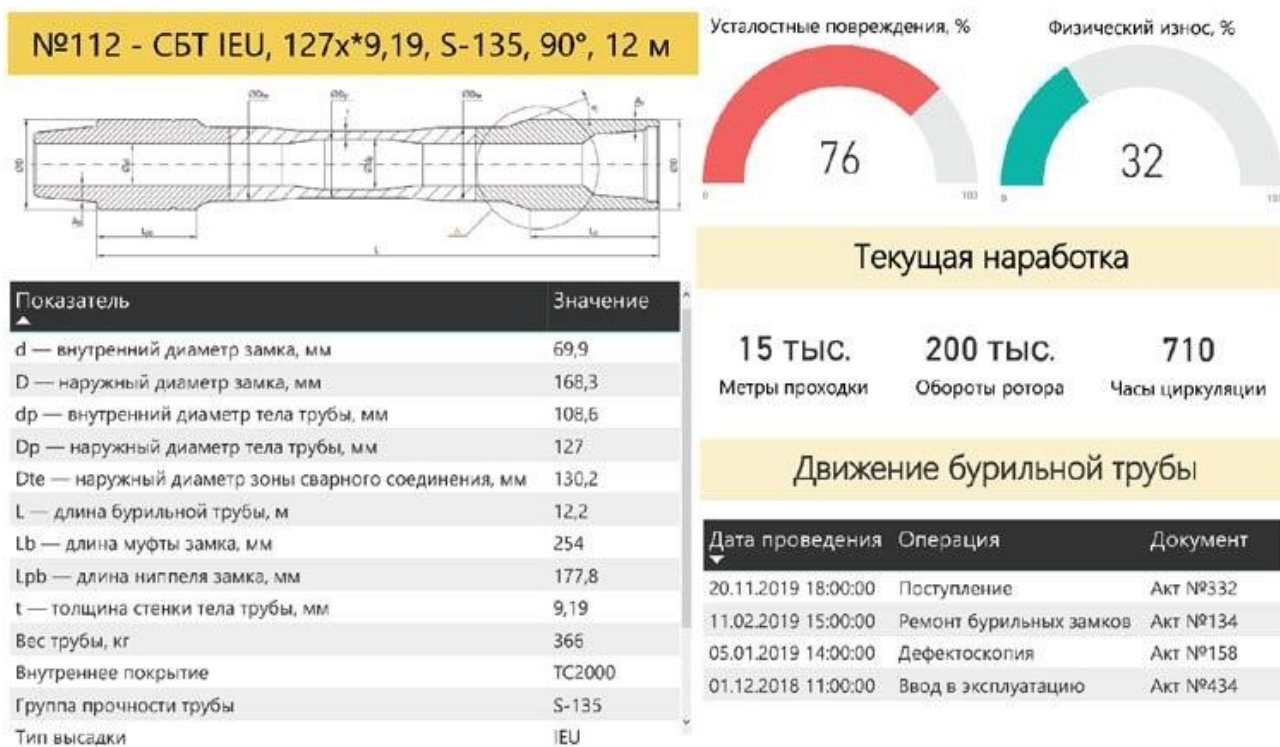 №112 - СБТ IEU, 127x*9,19, S-135, 90°, 12 м
Показатель Значение
d — внутренний диаметр замка, мм 69,9
D — наружный диаметр замка, мм 168,3
dp — внутренний диаметр тела трубы, мм 108,6
Dp — наружный диаметр тела трубы, мм 127
Dte — наружный диаметр зоны сварного соединения, мм 130,2
L — длина бурильной трубы, м 12,2
Lb — длина муфты замка, мм 254
Lpb — длина ниппеля замка, мм 177,8
t — толщина стенки тела трубы, мм 9,19
Вес трубы, кг 366
Внутреннее покрытие TC2000
Группа прочности трубы S-135
Тип высадки IEU
Усталостные повреждения, %
76
0 100
Физический износ, %
32
0
Текущая наработка
15 тыс. 200 тыс. 710
Метры проходки Обороты ротора Часы циркуляции
Движение бурильной трубы
Дата проведения Операция Документ
20.11.2019 18:00:00 Поступление Акт №332
11.02.2019 15:00:00 Ремонт бурильных замков Акт №134
05.01.2019 14:00:00 Дефектоскопия Акт №158
01.12.2018 11:00:00 Ввод в эксплуатацию Акт №434